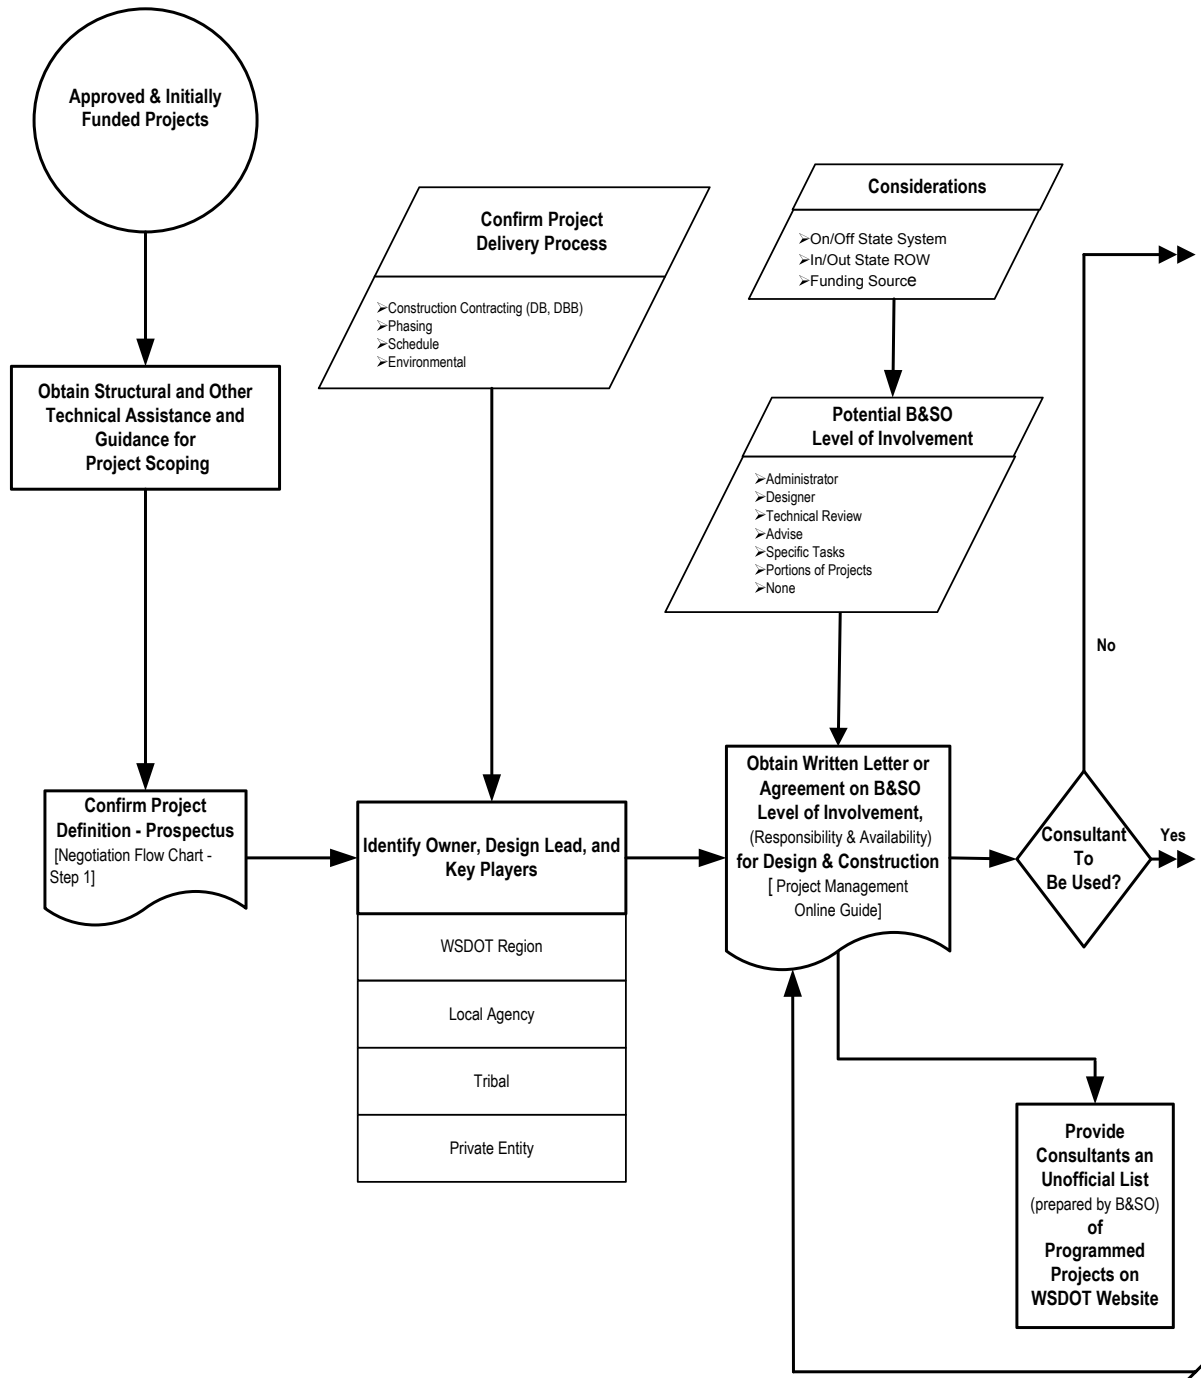 Approved & Initially
Funded Projects
Obtain Structural and Other
Technical Assistance and
Guidance for
Project Scoping
Confirm Project
Definition - Prospectus
[Negotiation Flow Chart -
Step 1]
Confirm Project
Delivery Process
➢Construction Contracting (DB, DBB)
➢Phasing
➢Schedule
➢Environmental
Identify Owner, Design Lead, and
Key Players
WSDOT Region
Local Agency
Tribal
Private Entity
Considerations
➢On/Off State System
➢In/Out State ROW
➢Funding Source
Potential B&SO
Level of Involvement
➢Administrator
➢Designer
➢Technical Review
➢Advise
➢Specific Tasks
➢Portions of Projects
➢None
Obtain Written Letter or
Agreement on B&SO
Level of Involvement,
(Responsibility & Availability)
for Design & Construction
[ Project Management
Online Guide]
Consultant
To
Be Used?
No
Yes
Provide
Consultants an
Unofficial List
(prepared by B&SO)
of
Programmed
Projects on
WSDOT Website